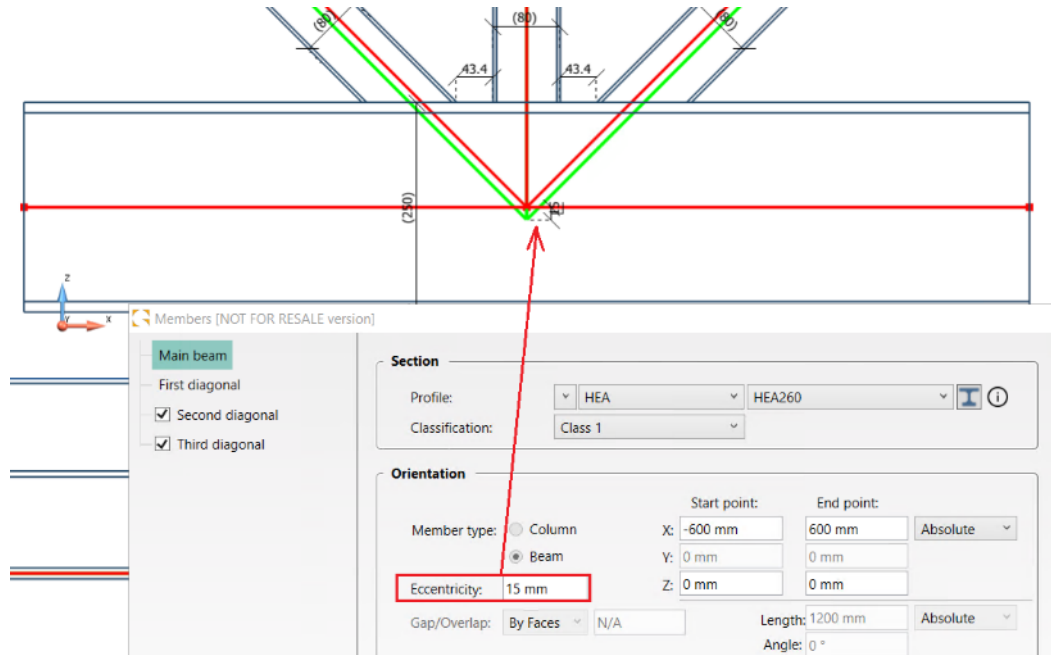 (80)
(80)
(80)
43.4
43.4
(250)
15
z
Y
x
Members [NOT FOR RESALE version]
Main beam
First diagonal
Second diagonal
Third diagonal
Section
Profile:
HEA
HEA260
Classification:
Class 1
Orientation
Start point:
End point:
Member type:
Column
X:
-600 mm
600 mm
Absolute
Beam
Y:
0 mm
0 mm
Eccentricity:
15 mm
Z:
0 mm
0 mm
Gap/Overlap:
By Faces
N/A
Length:
1200 mm
Absolute
Angle:
0 °